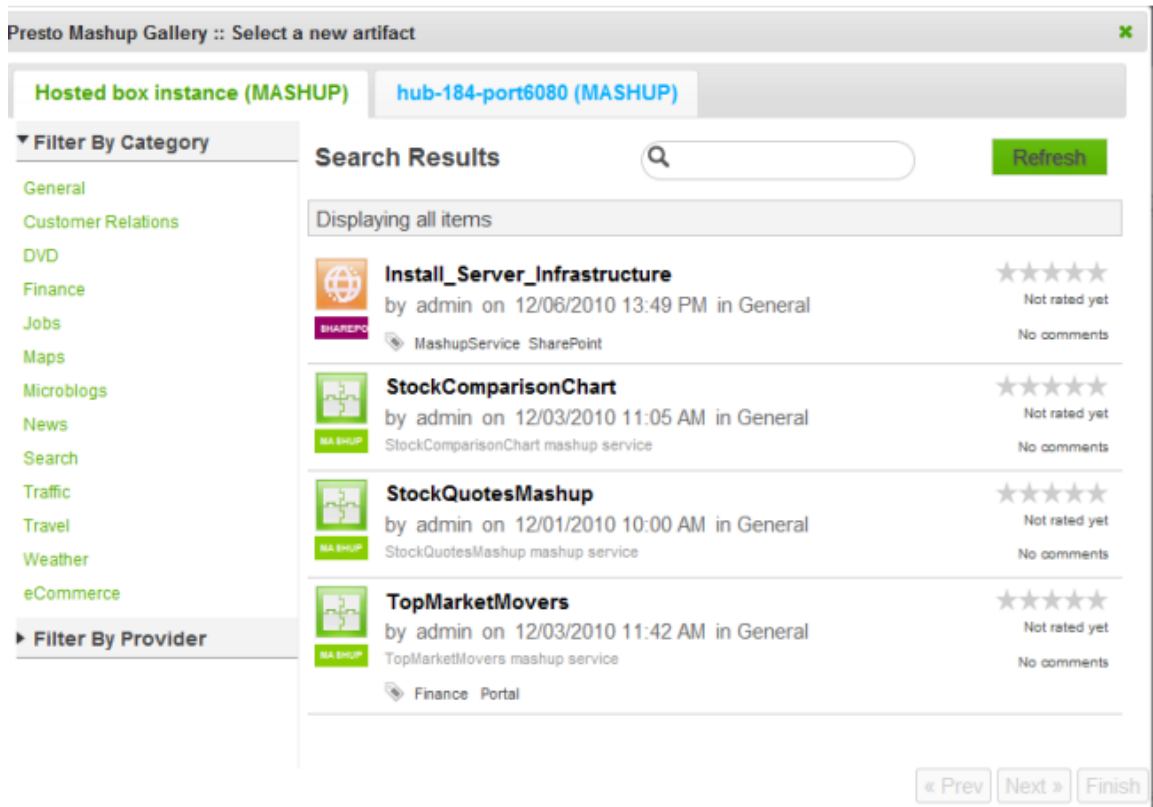 Presto Mashup Gallery :: Select a new artifact
Hosted box instance (MASHUP)
hub-184-port6080 (MASHUP)
Filter By Category
General
Customer Relations
DVD
Finance
Jobs
Maps
Microblogs
News
Search
Traffic
Travel
Weather
eCommerce
Filter By Provider
Search Results
Refresh
Displaying all items
Install_Server_Infrastructure
by admin on 12/06/2010 13:49 PM in General
SHAREPO
MashupService SharePoint
Not rated yet
No comments
StockComparisonChart
by admin on 12/03/2010 11:05 AM in General
MASHUP
StockComparisonChart mashup service
Not rated yet
No comments
StockQuotesMashup
by admin on 12/01/2010 10:00 AM in General
MASHUP
StockQuotesMashup mashup service
Not rated yet
No comments
TopMarketMovers
by admin on 12/03/2010 11:42 AM in General
MASHUP
TopMarketMovers mashup service
Finance Portal
Not rated yet
No comments
« Prev
Next »
Finish